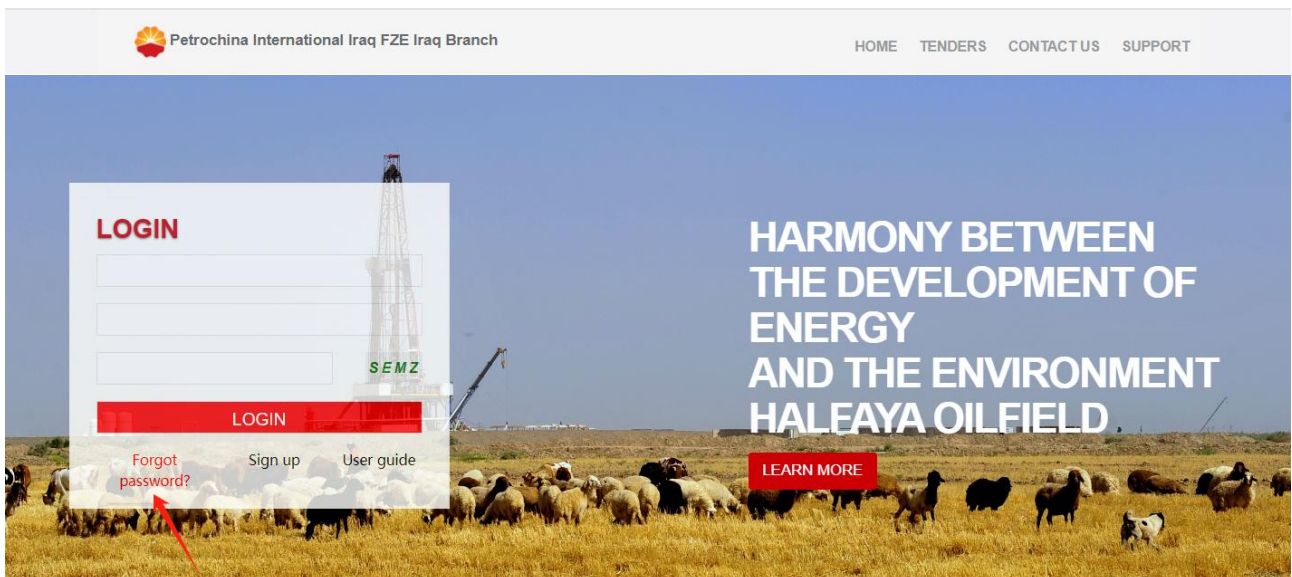 Petrochina International Iraq FZE Iraq Branch
HOME TENDERS CONTACT US SUPPORT
LOGIN
SEMZ
LOGIN
Forgot password?
Sign up
User guide
HARMONY BETWEEN
THE DEVELOPMENT OF
ENERGY
AND THE ENVIRONMENT
HALFAYA OILFIELD
LEARN MORE